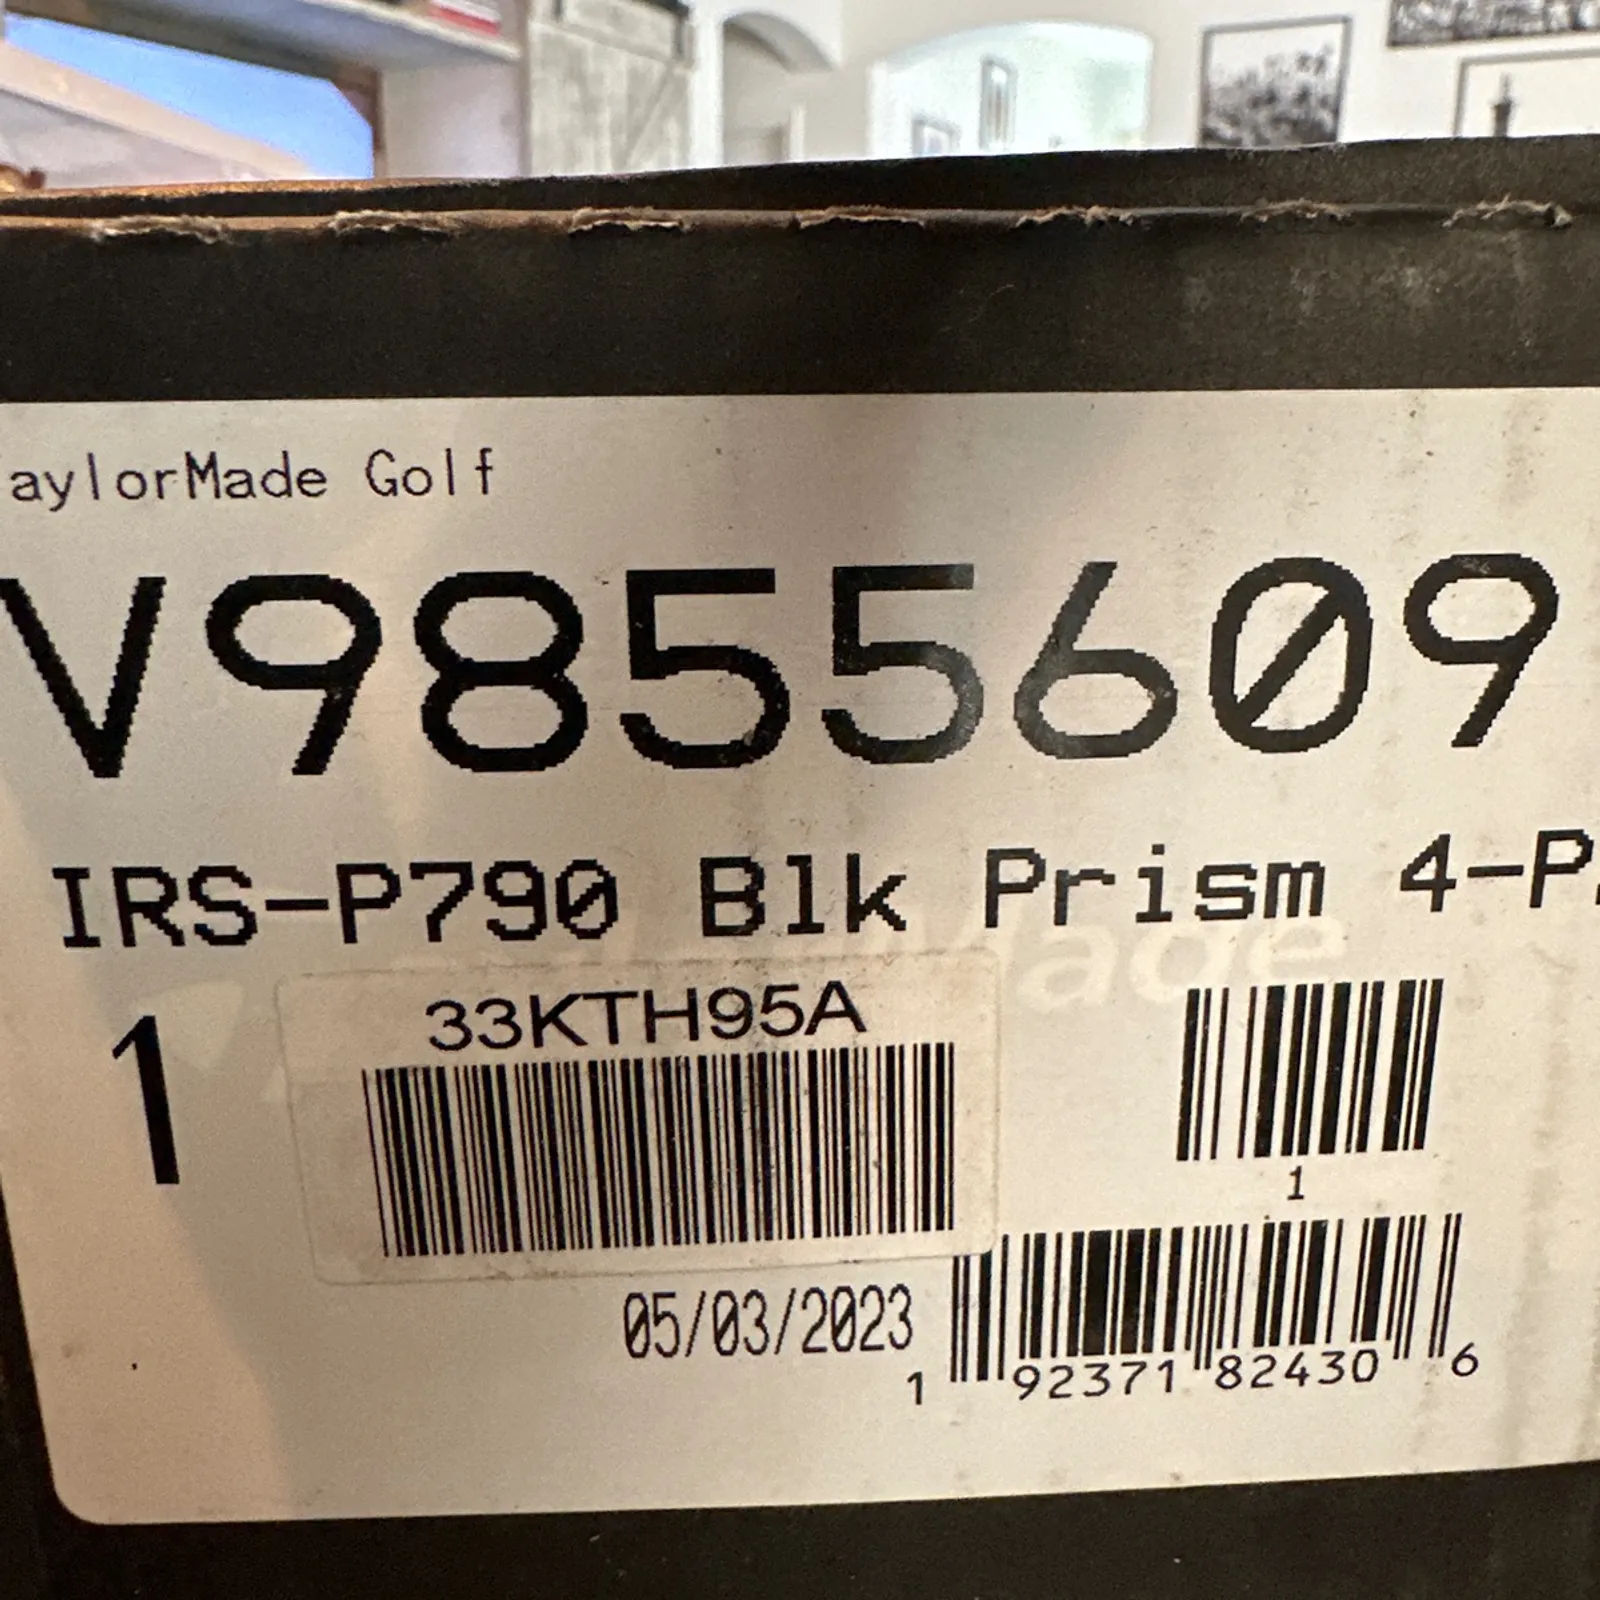 aylorMade Golf
V9855609
IRS-P790 Blk Prism 4-P
1
33KTH95A
1
05/03/2023
1 92371 82430 6